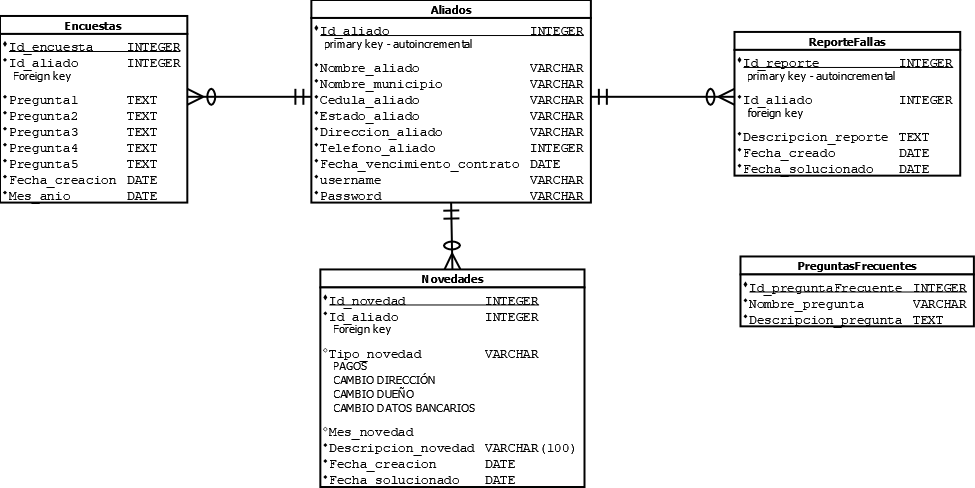 Encuestas
Id_encuesta INTEGER
Id_aliado INTEGER
Foreign key
Pregunta1 TEXT
Pregunta2 TEXT
Pregunta3 TEXT
Pregunta4 TEXT
Pregunta5 TEXT
Fecha_creacion DATE
Mes_anio DATE
Aliados
Id_aliado INTEGER
primary key - autoincremental
Nombre_aliado VARCHAR
Nombre_municipio VARCHAR
Cedula_aliado VARCHAR
Estado_aliado VARCHAR
Direccion_aliado VARCHAR
Telefono_aliado INTEGER
Fecha_vencimiento_contrato DATE
username VARCHAR
Password VARCHAR
ReporteFallas
Id_reporte INTEGER
primary key - autoincremental
Id_aliado INTEGER
foreign key
Descripcion_reporte TEXT
Fecha_creado DATE
Fecha_solucionado DATE
Novedades
Id_novedad INTEGER
Id_aliado INTEGER
Foreign key
Tipo_novedad VARCHAR
PAGOS
CAMBIO DIRECCIÓN
CAMBIO DUEÑO
CAMBIO DATOS BANCARIOS
Mes_novedad
Descripcion_novedad VARCHAR(100)
Fecha_creacion DATE
Fecha_solucionado DATE
PreguntasFrecuentes
Id_preguntaFrecuente INTEGER
Nombre_pregunta VARCHAR
Descripcion_pregunta TEXT